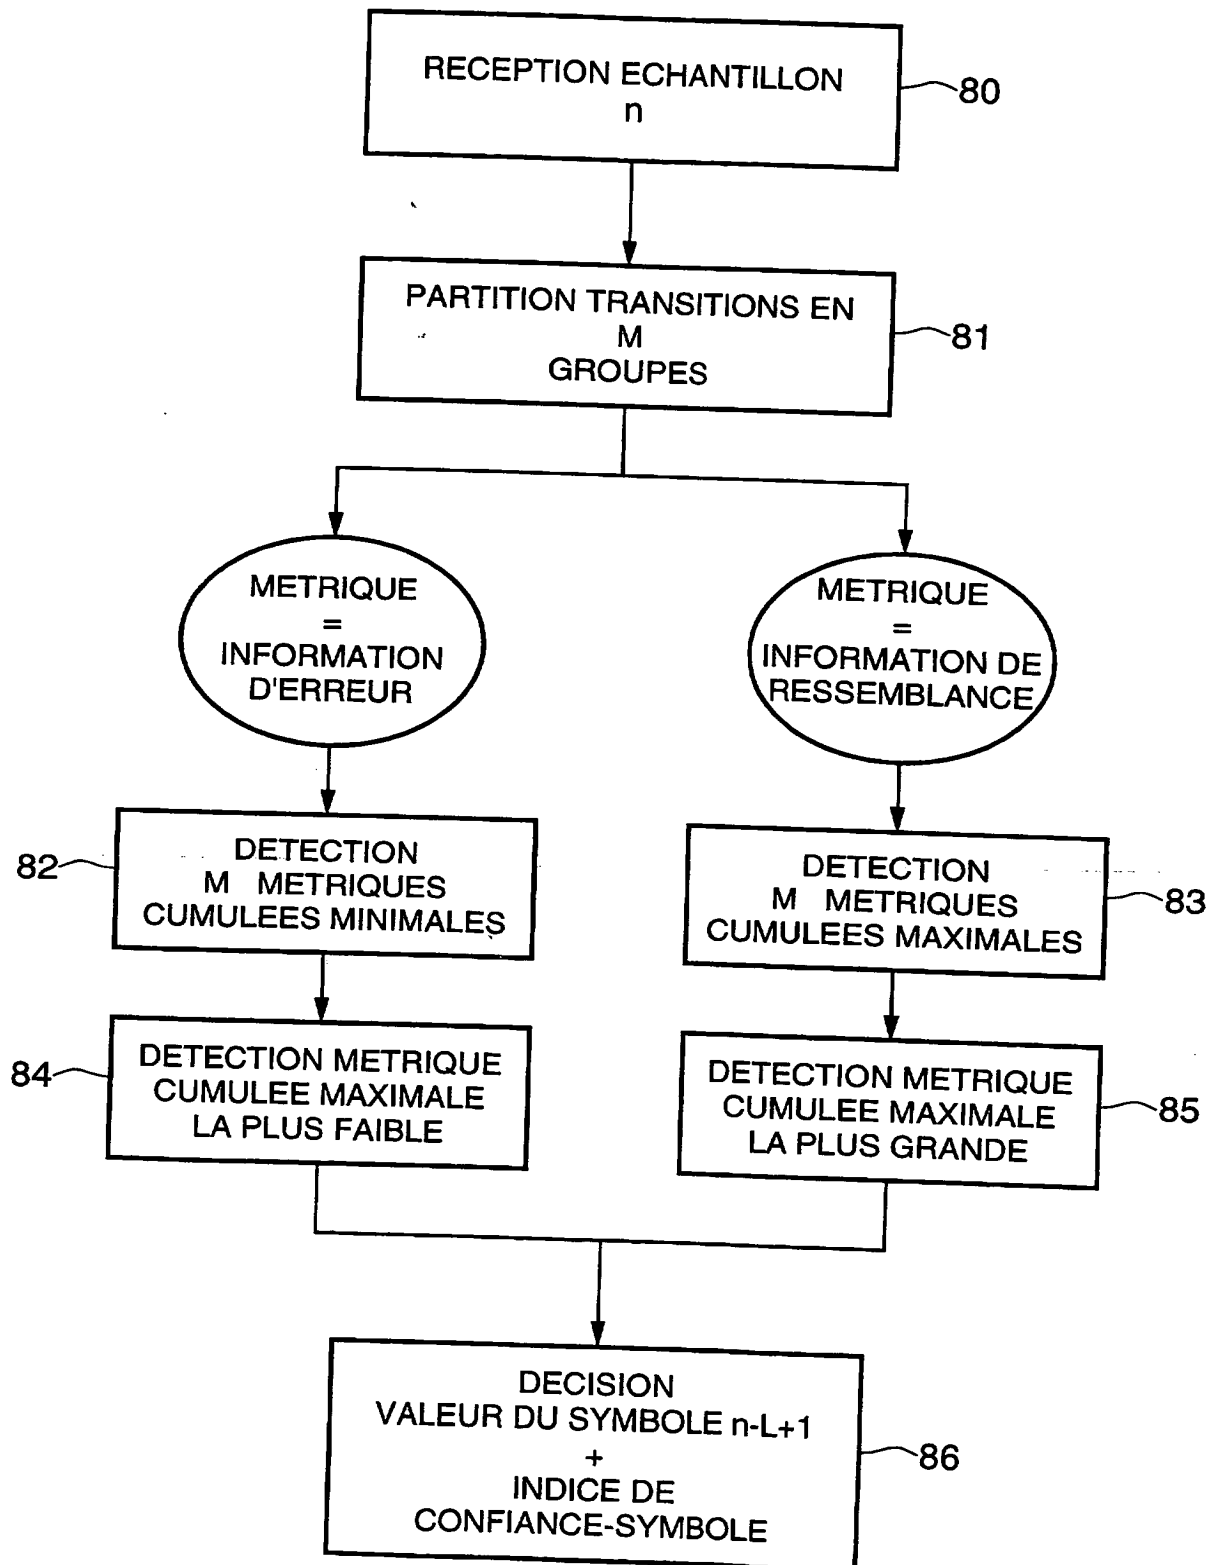 RECEPTION ECHANTILLON
n
80
PARTITION TRANSITIONS EN
M
GROUPES
81
METRIQUE
=
INFORMATION
D'ERREUR
METRIQUE
=
INFORMATION DE
RESSEMBLANCE
82
DETECTION
M METRIQUES
CUMULEES MINIMALES
DETECTION
M METRIQUES
CUMULEES MAXIMALES
83
84
DETECTION METRIQUE
CUMULEE MAXIMALE
LA PLUS FAIBLE
DETECTION METRIQUE
CUMULEE MAXIMALE
LA PLUS GRANDE
85
DECISION
VALEUR DU SYMBOLE n-L+1
+
INDICE DE
CONFIANCE-SYMBOLE
86